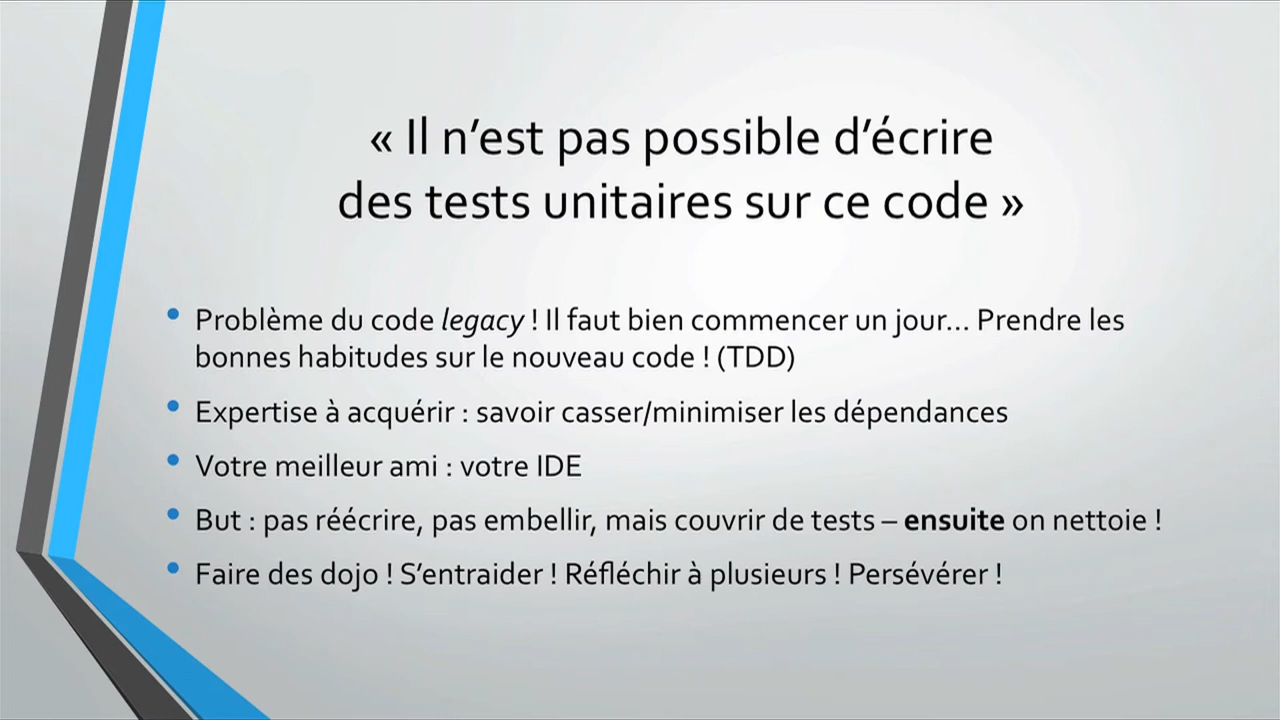 « Il n’est pas possible d’écrire
des tests unitaires sur ce code »
• Problème du code legacy ! Il faut bien commencer un jour… Prendre les
bonnes habitudes sur le nouveau code ! (TDD)
• Expertise à acquérir : savoir casser/minimiser les dépendances
• Votre meilleur ami : votre IDE
• But : pas réécrire, pas embellir, mais couvrir de tests – ensuite on nettoie !
• Faire des dojo ! S’entraider ! Réfléchir à plusieurs ! Persévérer !